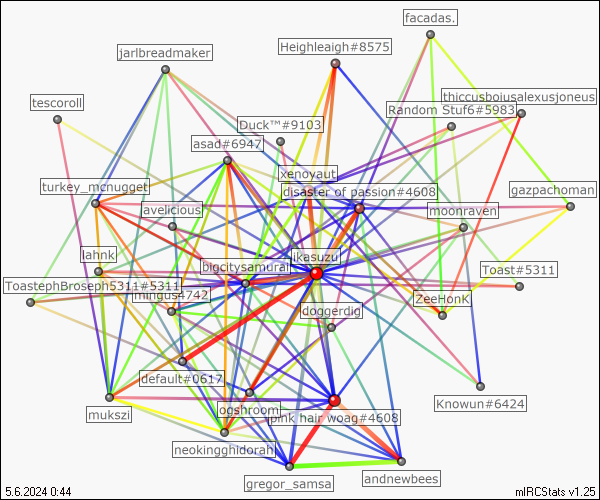 facadas.
Heighleaigh#8575
jarlbreadmaker
thiccusboiusalexusjoneus
tescoroll
Random Stuf6#5983
Duck™#9103
asad#6947
xenoyaut
turkey_mcnugget
disaster of passion#4608
gazpachoman
avelicious
moonraven
lahnk
ikasuzu
bigcitysamurai
Toast#5311
ToastephBroseph5311#5311
mingus4742
ZeeHonK
doggerdig
default#0617
Knowun#6424
mukszi
ogshroom
pink hair woag#4608
neokingghidorah
andnewbees
gregor_samsa
5.6.2024 0:44
mIRCStats v1.25